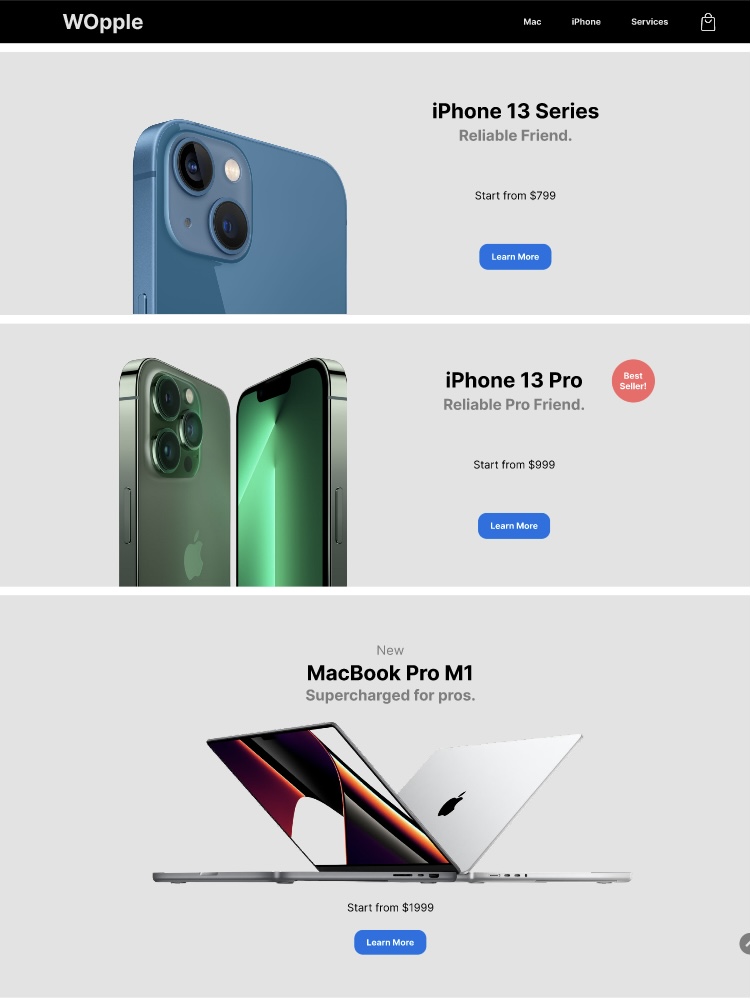 WOpple
Mac
iPhone
Services
iPhone 13 Series
Reliable Friend.
Start from $799
Learn More
iPhone 13 Pro
Best
Seller!
Reliable Pro Friend.
Start from $999
Learn More
New
MacBook Pro M1
Supercharged for pros.
Start from $1999
Learn More